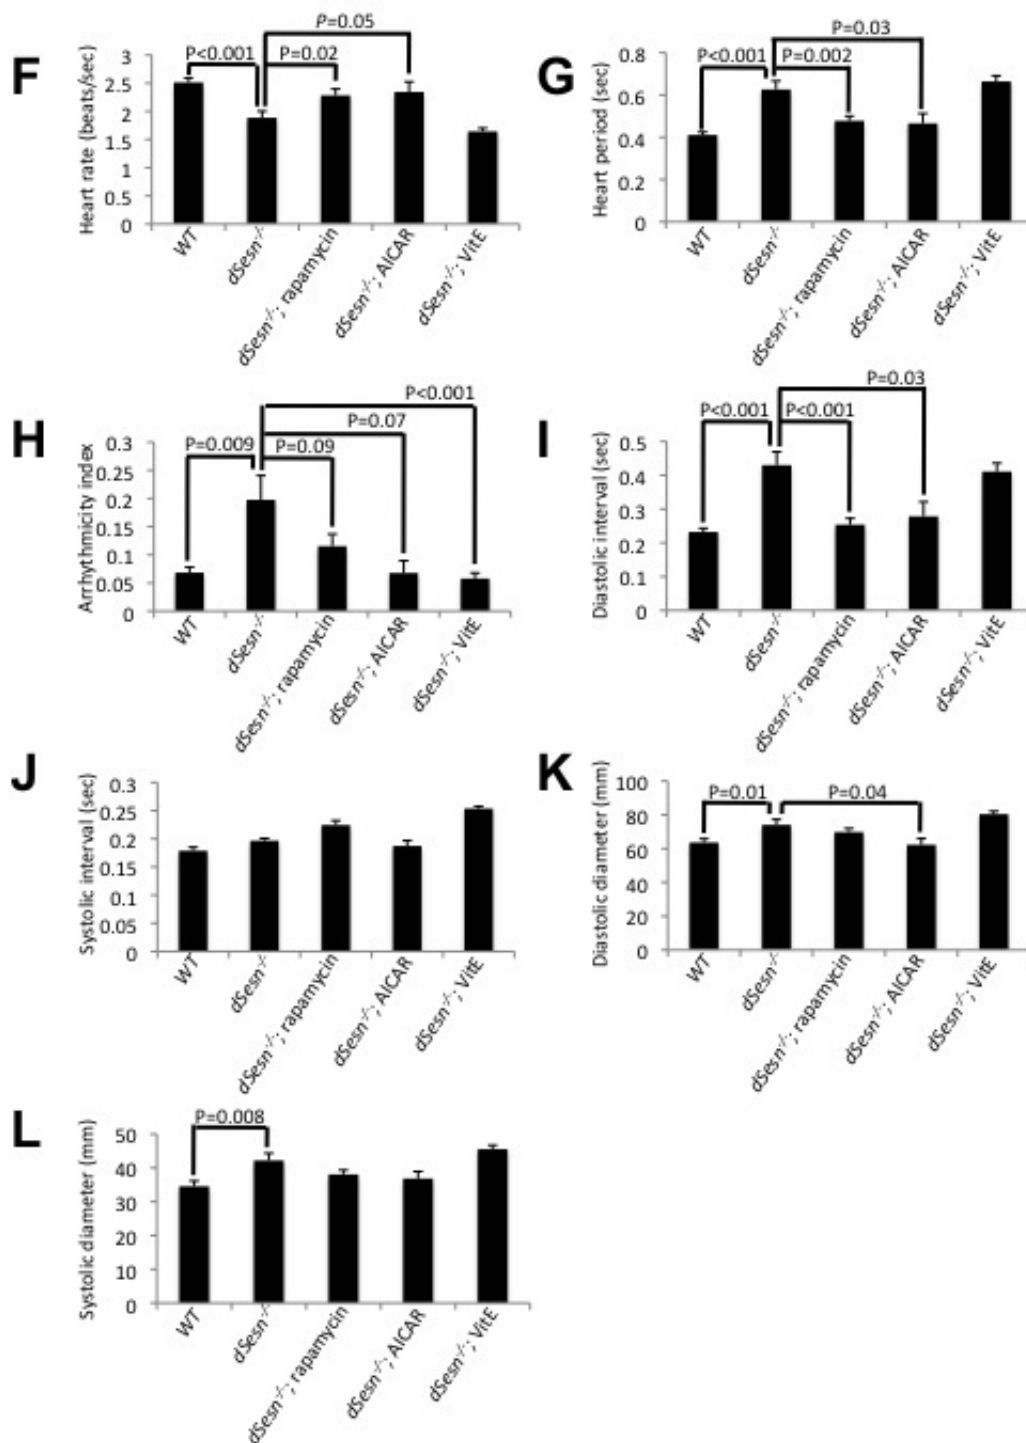 F
P=0.05
P<0.001
P=0.02
Heart rate (beats/sec)
3
2.5
2
1.5
1
0.5
0
WT
dSesn-/-
dSesn-/-; rapamycin
dSesn-/-; AICAR
dSesn-/-; VitE
G
P=0.03
P<0.001
P=0.002
Heart period (sec)
0.8
0.6
0.4
0.2
0
WT
dSesn-/-
dSesn-/-; rapamycin
dSesn-/-; AICAR
dSesn-/-; VitE
H
P<0.001
P=0.07
P=0.009
P=0.09
Arrhythmicity index
0.3
0.25
0.2
0.15
0.1
0.05
0
WT
dSesn-/-
dSesn-/-; rapamycin
dSesn-/-; AICAR
dSesn-/-; VitE
I
P=0.03
P<0.001
P<0.001
Diastolic interval (sec)
0.5
0.4
0.3
0.2
0.1
0
WT
dSesn-/-
dSesn-/-; rapamycin
dSesn-/-; AICAR
dSesn-/-; VitE
J
Systolic interval (sec)
0.3
0.25
0.2
0.15
0.1
0.05
0
WT
dSesn-/-
dSesn-/-; rapamycin
dSesn-/-; AICAR
dSesn-/-; VitE
K
P=0.01
P=0.04
Diastolic diameter (mm)
100
80
60
40
20
0
WT
dSesn-/-
dSesn-/-; rapamycin
dSesn-/-; AICAR
dSesn-/-; VitE
L
P=0.008
Systolic diameter (mm)
50
40
30
20
10
0
WT
dSesn-/-
dSesn-/-; rapamycin
dSesn-/-; AICAR
dSesn-/-; VitE